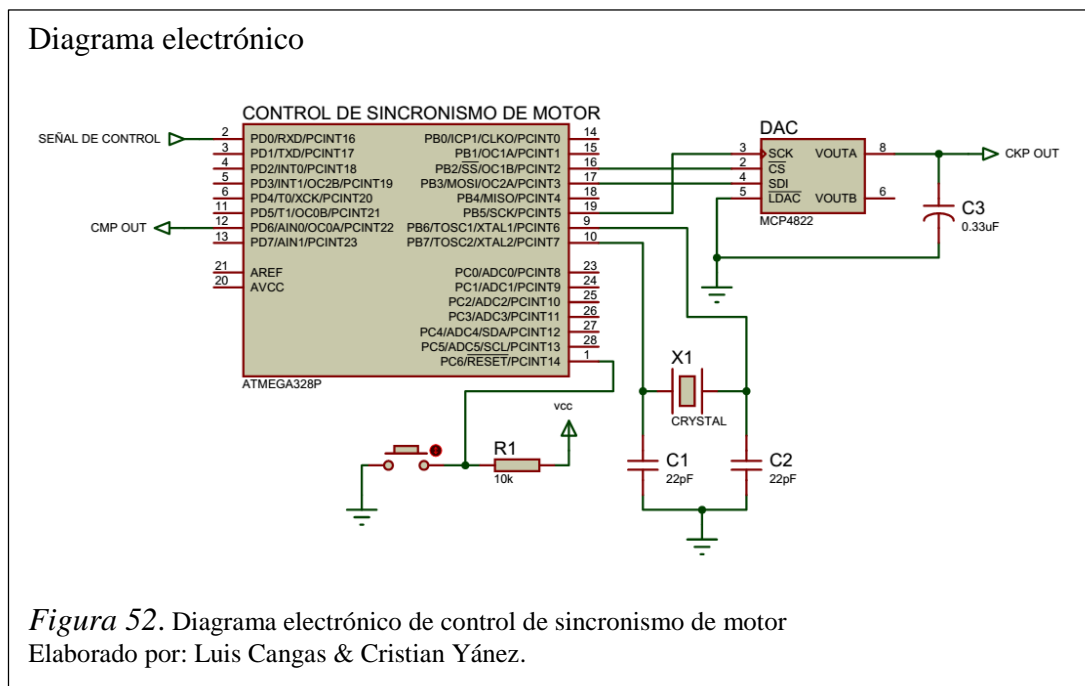 Diagrama electrónico
CONTROL DE SINCRONISMO DE MOTOR
SEÑAL DE CONTROL
2 PD0/RXD/PCINT16
3 PD1/TXD/PCINT17
4 PD2/INT0/PCINT18
5 PD3/INT1/OC2B/PCINT19
6 PD4/T0/XCK/PCINT20
11 PD5/T1/OC0B/PCINT21
CMP OUT
12 PD6/AIN0/OC0A/PCINT22
13 PD7/AIN1/PCINT23
21 AREF
20 AVCC
PB0/ICP1/CLKO/PCINT0 14
PB1/OC1A/PCINT1 15
PB2/SS/OC1B/PCINT2 16
PB3/MOSI/OC2A/PCINT3 17
PB4/MISO/PCINT4 18
PB5/SCK/PCINT5 19
PB6/TOSC1/XTAL1/PCINT6 9
PB7/TOSC2/XTAL2/PCINT7 10
PC0/ADC0/PCINT8 23
PC1/ADC1/PCINT9 24
PC2/ADC2/PCINT10 25
PC3/ADC3/PCINT11 26
PC4/ADC4/SDA/PCINT12 27
PC5/ADC5/SCL/PCINT13 28
PC6/RESET/PCINT14 1
ATMEGA328P
DAC
3 SCK VOUTA 8
2 CS
4 SDI
5 LDAC VOUTB 6
MCP4822
CKP OUT
C3
0.33uF
X1
CRYSTAL
vcc
R1
10k
C1
22pF
C2
22pF
Figura 52. Diagrama electrónico de control de sincronismo de motor
Elaborado por: Luis Cangas & Cristian Yánez.